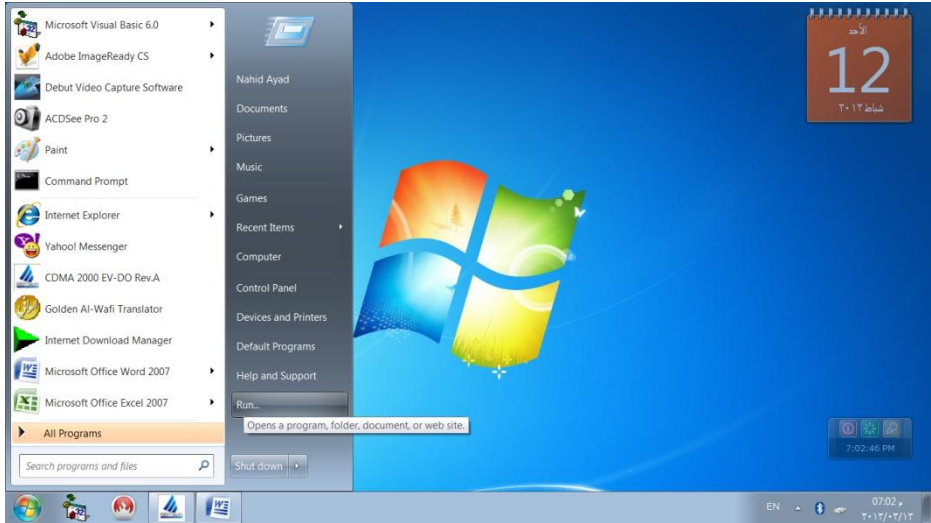 Microsoft Visual Basic 6.0
Adobe ImageReady CS
Debut Video Capture Software
ACDSee Pro 2
Paint
Command Prompt
Internet Explorer
Yahoo! Messenger
CDMA 2000 EV-DO Rev.A
Golden Al-Wafi Translator
Internet Download Manager
Microsoft Office Word 2007
Microsoft Office Excel 2007
All Programs
Search programs and files
Nahid Ayad
Documents
Pictures
Music
Games
Recent Items
Computer
Control Panel
Devices and Printers
Default Programs
Help and Support
Run...
Opens a program, folder, document, or web site.
Shut down
الأحد
12
شباط ٢٠١٢
7:02:46 PM
EN
07:02 م